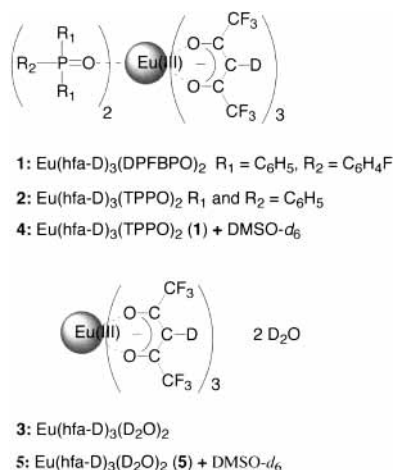 R1
CF3
O–C
R2–P=O
Eu(III)
–
C–D
R1
O–C
CF3
2
3
1: Eu(hfa-D)3(DPFBPO)2 R1 = C6H5, R2 = C6H4F
2: Eu(hfa-D)3(TPPO)2 R1 and R2 = C6H5
4: Eu(hfa-D)3(TPPO)2 (1) + DMSO-d6
CF3
O–C
Eu(III)
–
C–D
2 D2O
O–C
CF3
3
3: Eu(hfa-D)3(D2O)2
5: Eu(hfa-D)3(D2O)2 (5) + DMSO-d6